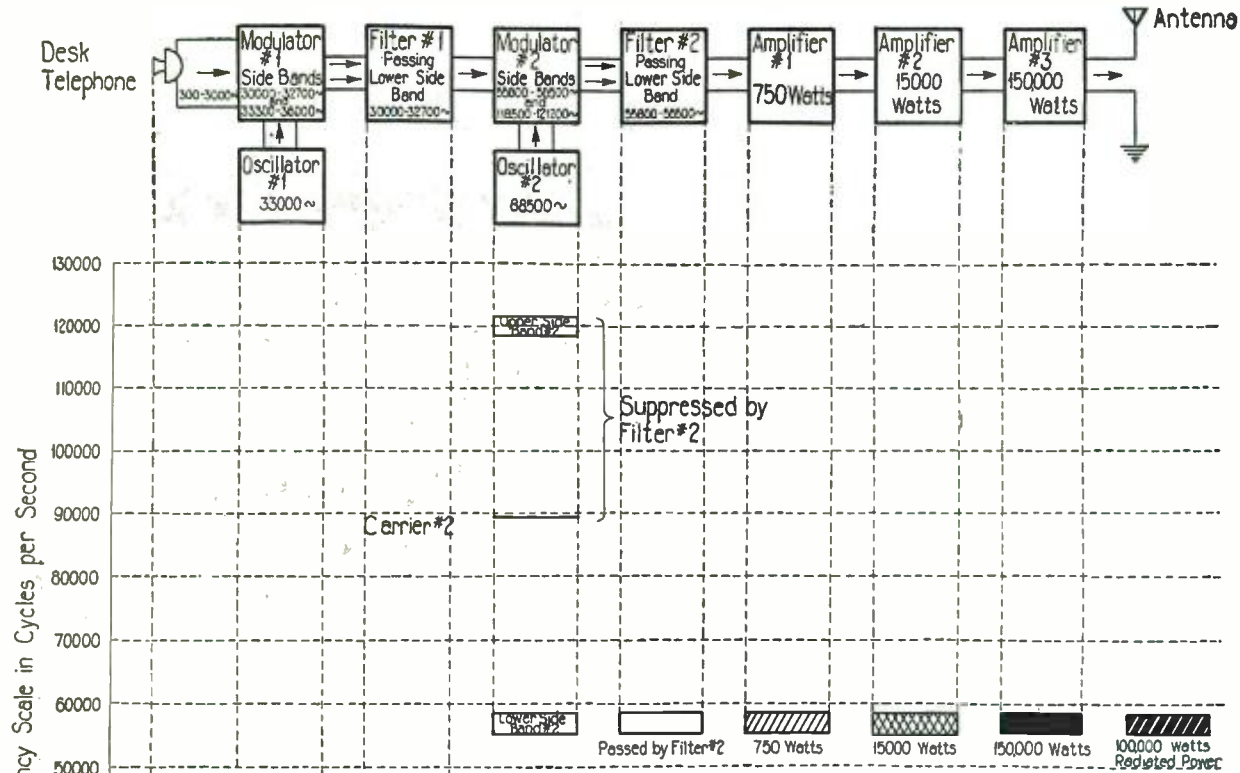 Desk
Telephone
300-3000~
Modulator
#1
Side Bands
30000-32700~
and
33300-36000~
Oscillator
#1
33000~
Filter #1
Passing
Lower Side
Band
30000-32700~
Modulator
#2
Side Bands
55800-58500~
and
118500-121200~
Oscillator
#2
88500~
Filter #2
Passing
Lower Side
Band
55800-58500~
Amplifier
#1
750 Watts
Amplifier
#2
15000
Watts
Amplifier
#3
150,000
Watts
Antenna
130000
120000
110000
100000
90000
80000
70000
60000
50000
ncy Scale in Cycles per Second
Upper Side
Band#2
Suppressed by
Filter#2
Carrier#2
Lower Side
Band#2
Passed by Filter#2
750 Watts
15000 Watts
150,000 Watts
100,000 watts
Radiated Power